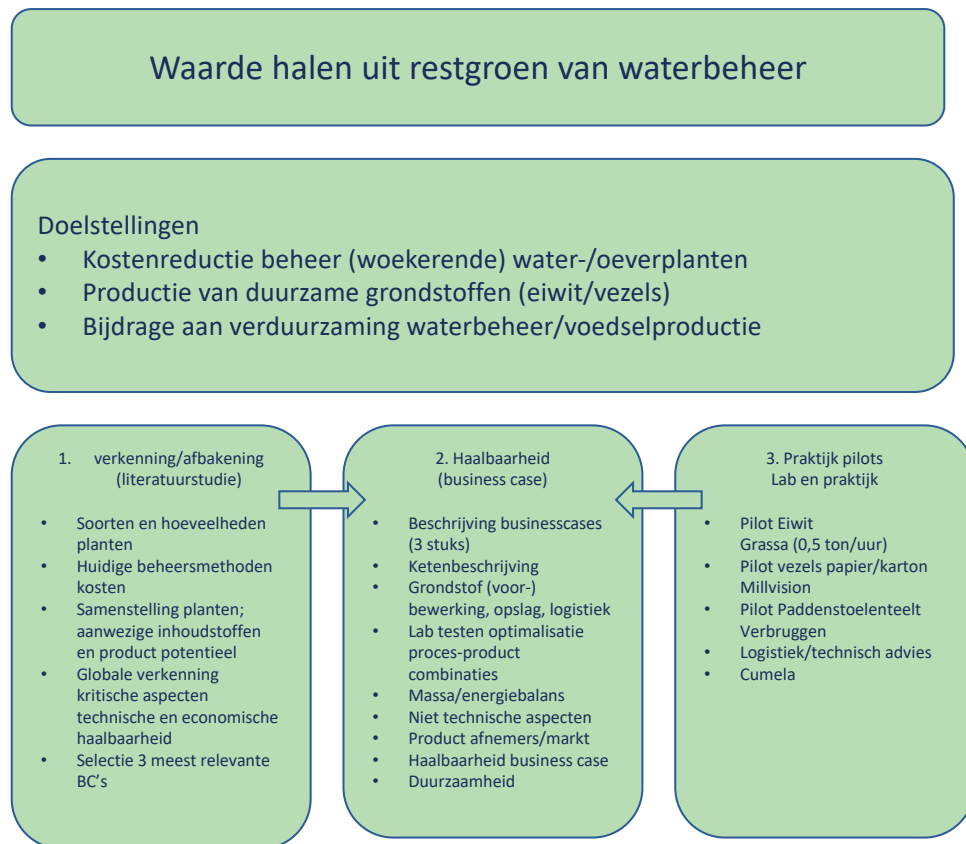 Waarde halen uit restgroen van waterbeheer
Doelstellingen
• Kostenreductie beheer (woekerende) water-/oeverplanten
• Productie van duurzame grondstoffen (eiwit/vezels)
• Bijdrage aan verduurzaming waterbeheer/voedselproductie
1. verkenning/afbakening
(literatuurstudie)
• Soorten en hoeveelheden
planten
• Huidige beheersmethoden
kosten
• Samenstelling planten;
aanwezige inhoudstoffen
en product potentieel
• Globale verkenning
kritische aspecten
technische en economische
haalbaarheid
• Selectie 3 meest relevante
BC's
2. Haalbaarheid
(business case)
• Beschrijving businesscases
(3 stuks)
• Ketenbeschrijving
• Grondstof (voor-)
bewerking, opslag, logistiek
• Lab testen optimalisatie
proces-product
combinaties
• Massa/energiebalans
• Niet technische aspecten
• Product afnemers/markt
• Haalbaarheid business case
• Duurzaamheid
3. Praktijk pilots
Lab en praktijk
• Pilot Eiwit
Grassa (0,5 ton/uur)
• Pilot vezels papier/karton
Millvision
• Pilot Paddenstoelenteelt
Verbruggen
• Logistiek/technisch advies
• Cumela